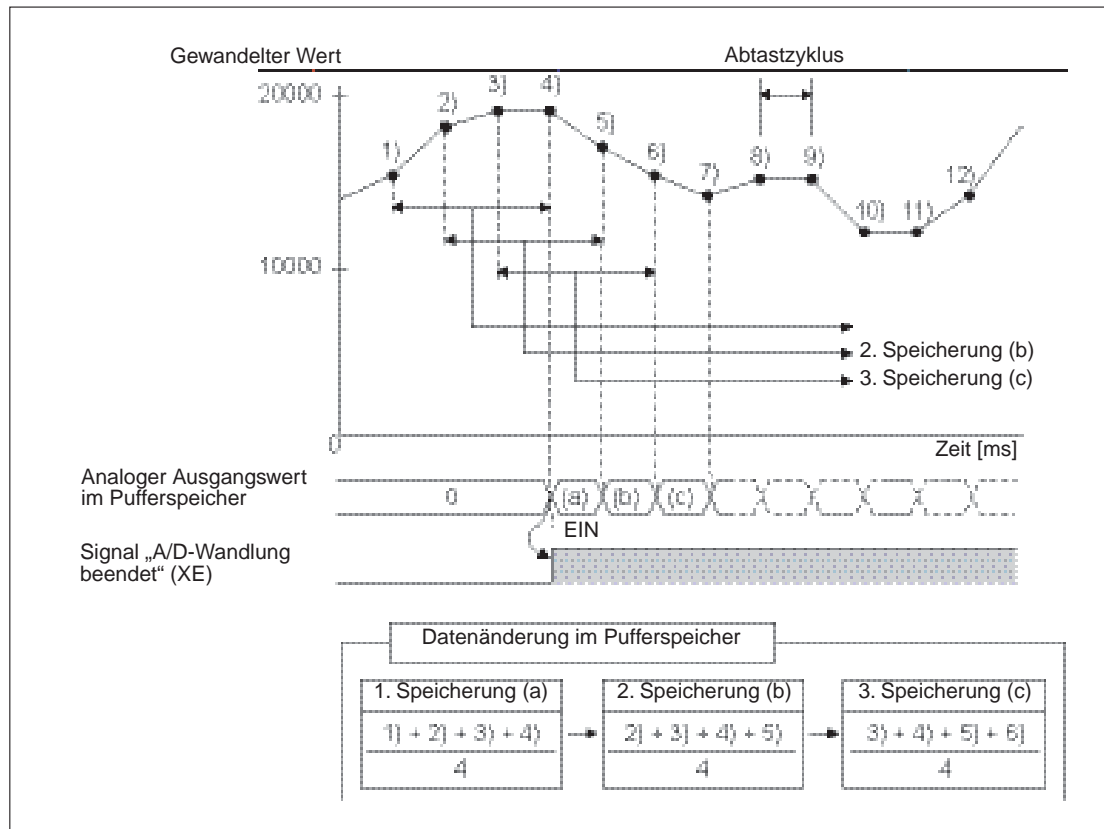 Gewandelter Wert
Abtastzyklus
20000
1)
2)
3)
4)
5)
6)
7)
8)
9)
10)
11)
12)
10000
2. Speicherung (b)
3. Speicherung (c)
0
Zeit [ms]
Analoger Ausgangswert
im Pufferspeicher
0
(a)
(b)
(c)
EIN
Signal „A/D-Wandlung
beendet“ (XE)
Datenänderung im Pufferspeicher
1. Speicherung (a)
2. Speicherung (b)
3. Speicherung (c)
1) + 2) + 3) + 4)
2) + 3) + 4) + 5)
3) + 4) + 5) + 6)
4
4
4